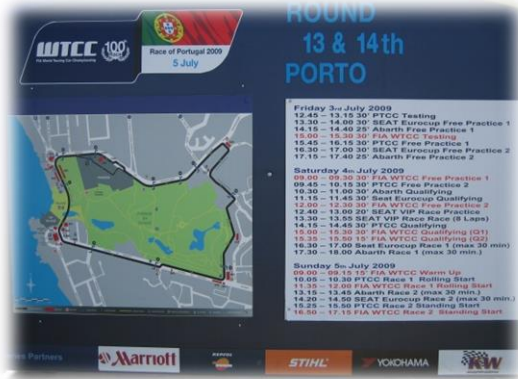 WTCC
100
FIA World Touring Car Championship
Race of Portugal 2009
5 July
ROUND
13 & 14th
PORTO
Friday 3rd July 2009
12.45 – 13.15 30' PTCC Testing
13.30 – 14.00 30' SEAT Eurocup Free Practice 1
14.15 – 14.40 25' Abarth Free Practice 1
15.00 – 15.30 30' FIA WTCC Testing
15.45 – 16.15 30' PTCC Free Practice 1
16.30 – 17.00 30' SEAT Eurocup Free Practice 2
17.15 – 17.40 25' Abarth Free Practice 2
Saturday 4th July 2009
09.00 – 09.30 30' FIA WTCC Free Practice 1
09.45 – 10.15 30' PTCC Free Practice 2
10.30 – 11.00 30' Abarth Qualifying
11.15 – 11.45 30' Seat Eurocup Qualifying
12.00 – 12.30 30' FIA WTCC Free Practice 2
12.40 – 13.00 20' SEAT VIP Race Practice
13.30 – 13.55 SEAT VIP Race Race (8 Laps)
14.15 – 14.45 30' PTCC Qualifying
15.00 – 15.30 30' FIA WTCC Qualifying (Q1)
15.35 – 15.50 15' FIA WTCC Qualifying (Q2)
16.30 – 17.00 Seat Eurocup Race 1 (max 30 min)
17.30 – 18.00 Abarth Race 1 (max 30 min.)
Sunday 5th July 2009
09.00 – 09.15 15' FIA WTCC Warm Up
10.05 – 10.30 PTCC Race 1 Rolling Start
11.35 – 12.00 FIA WTCC Race 1 Rolling Start
13.15 – 13.45 Abarth Race 2 (max 30 min.)
14.20 – 14.50 SEAT Eurocup Race 2 (max 30 min)
15.25 – 15.50 PTCC Race 2 Standing Start
16.50 – 17.15 FIA WTCC Race 2 Standing Start
Partners
Marriott
REPSOL
STIHL
YOKOHAMA
KW